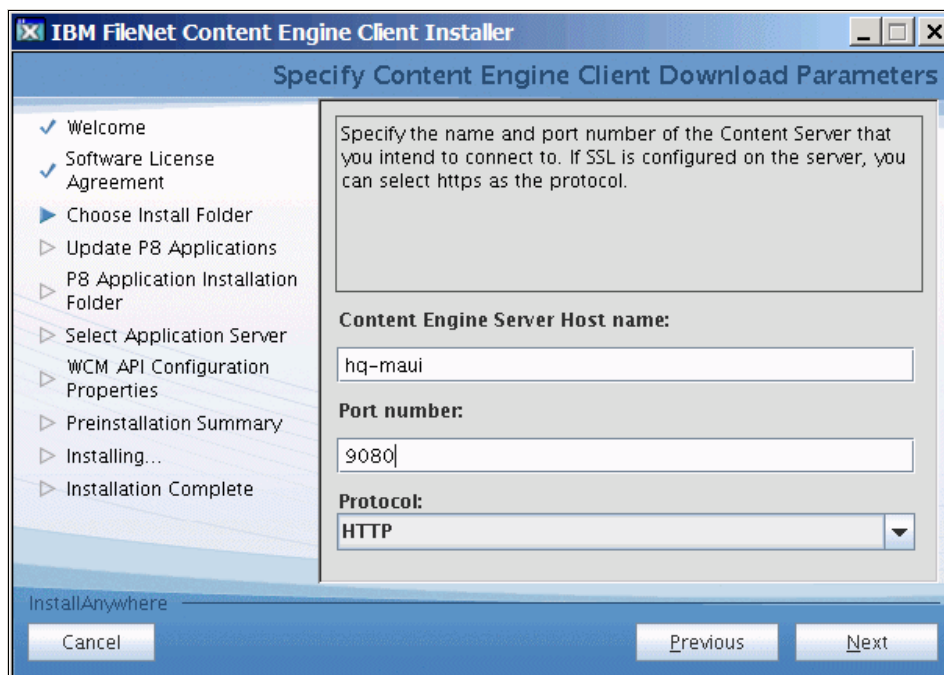 IBM FileNet Content Engine Client Installer
Specify Content Engine Client Download Parameters
Welcome
Software License
Agreement
Choose Install Folder
Update P8 Applications
P8 Application Installation
Folder
Select Application Server
WCM API Configuration
Properties
Preinstallation Summary
Installing...
Installation Complete
Specify the name and port number of the Content Server that
you intend to connect to. If SSL is configured on the server, you
can select https as the protocol.
Content Engine Server Host name:
hq-maui
Port number:
9080
Protocol:
HTTP
InstallAnywhere
Cancel
Previous
Next